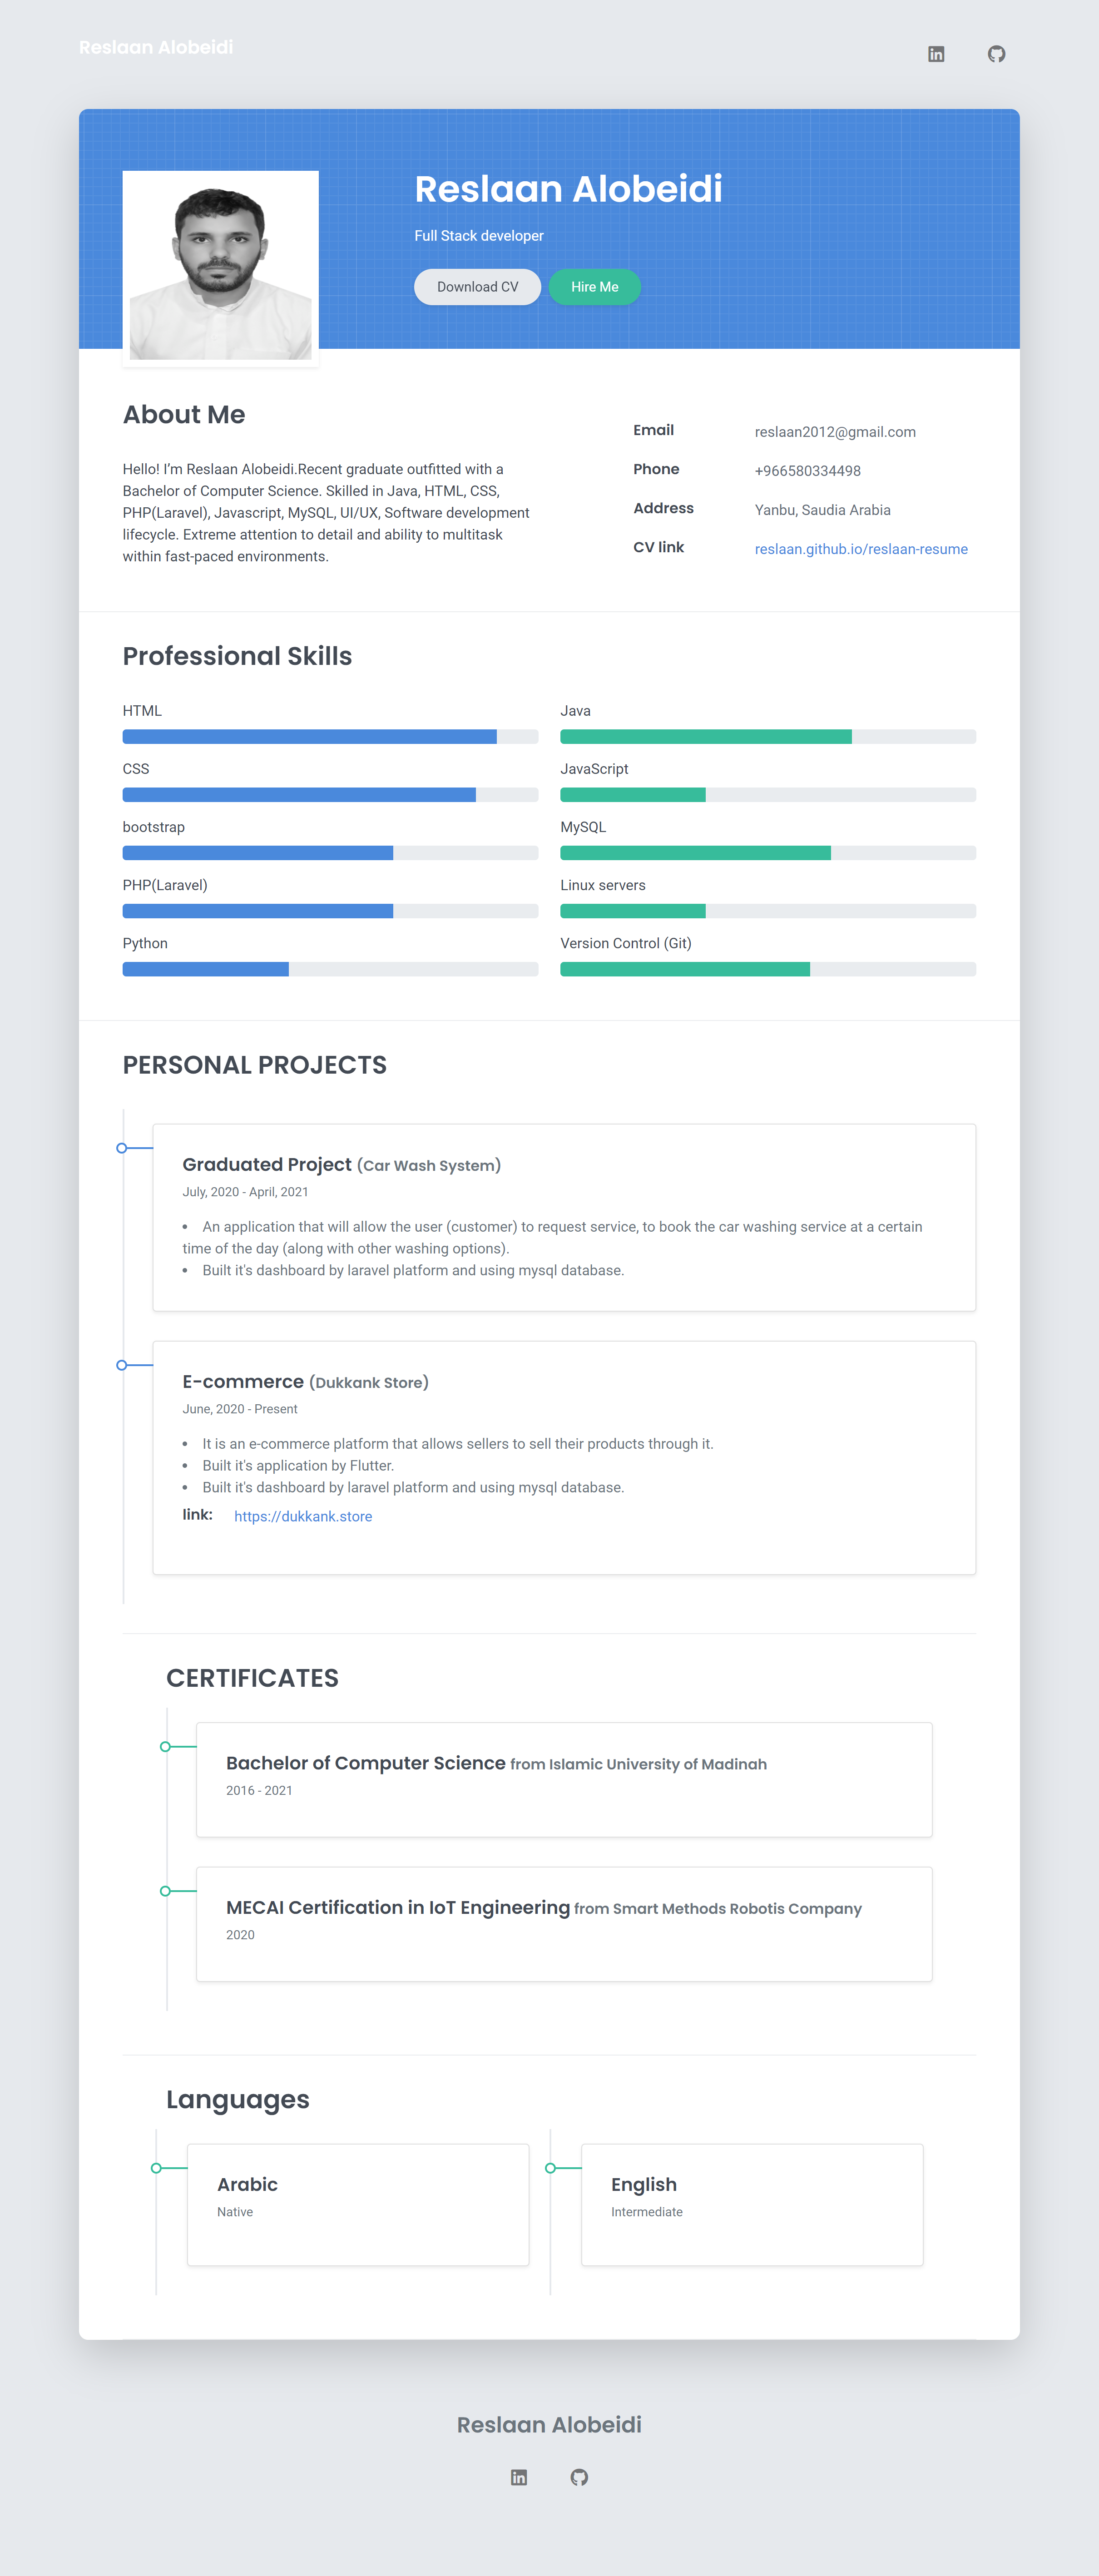 Reslaan Alobeidi
Reslaan Alobeidi
Full Stack developer
Download CV
Hire Me
About Me
Hello! I'm Reslaan Alobeidi.Recent graduate outfitted with a
Bachelor of Computer Science. Skilled in Java, HTML, CSS,
PHP(Laravel), Javascript, MySQL, UI/UX, Software development
lifecycle. Extreme attention to detail and ability to multitask
within fast-paced environments.
Email reslaan2012@gmail.com
Phone +966580334498
Address Yanbu, Saudia Arabia
CV link reslaan.github.io/reslaan-resume
Professional Skills
HTML
Java
CSS
JavaScript
bootstrap
MySQL
PHP(Laravel)
Linux servers
Python
Version Control (Git)
PERSONAL PROJECTS
Graduated Project (Car Wash System)
July, 2020 - April, 2021
• An application that will allow the user (customer) to request service, to book the car washing service at a certain
time of the day (along with other washing options).
• Built it's dashboard by laravel platform and using mysql database.
E-commerce (Dukkank Store)
June, 2020 - Present
• It is an e-commerce platform that allows sellers to sell their products through it.
• Built it's application by Flutter.
• Built it's dashboard by laravel platform and using mysql database.
link: https://dukkank.store
CERTIFICATES
Bachelor of Computer Science from Islamic University of Madinah
2016 - 2021
MECAI Certification in IoT Engineering from Smart Methods Robotis Company
2020
Languages
Arabic
Native
English
Intermediate
Reslaan Alobeidi